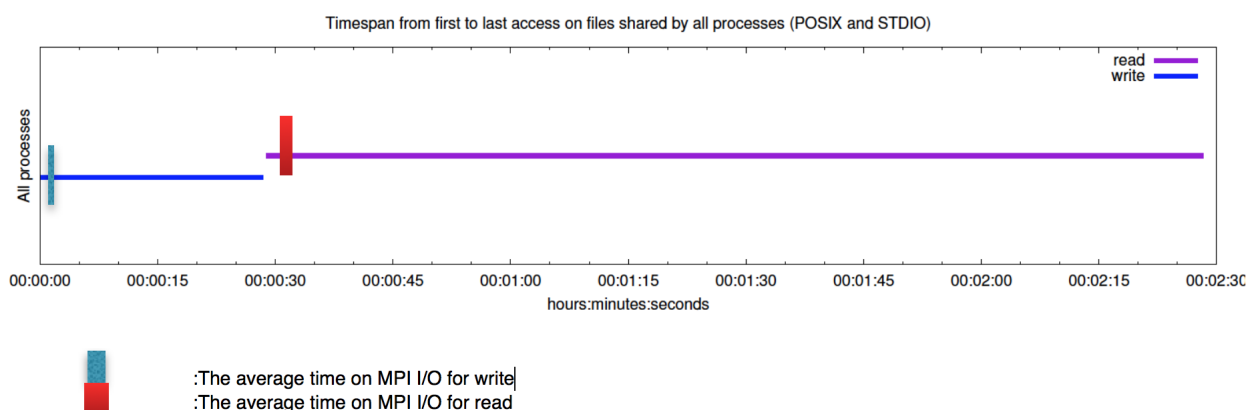 Timespan from first to last access on files shared by all processes (POSIX and STDIO)
read
write
All processes
00:00:00 00:00:15 00:00:30 00:00:45 00:01:00 00:01:15 00:01:30 00:01:45 00:02:00 00:02:15 00:02:30
hours:minutes:seconds
:The average time on MPI I/O for write
:The average time on MPI I/O for read